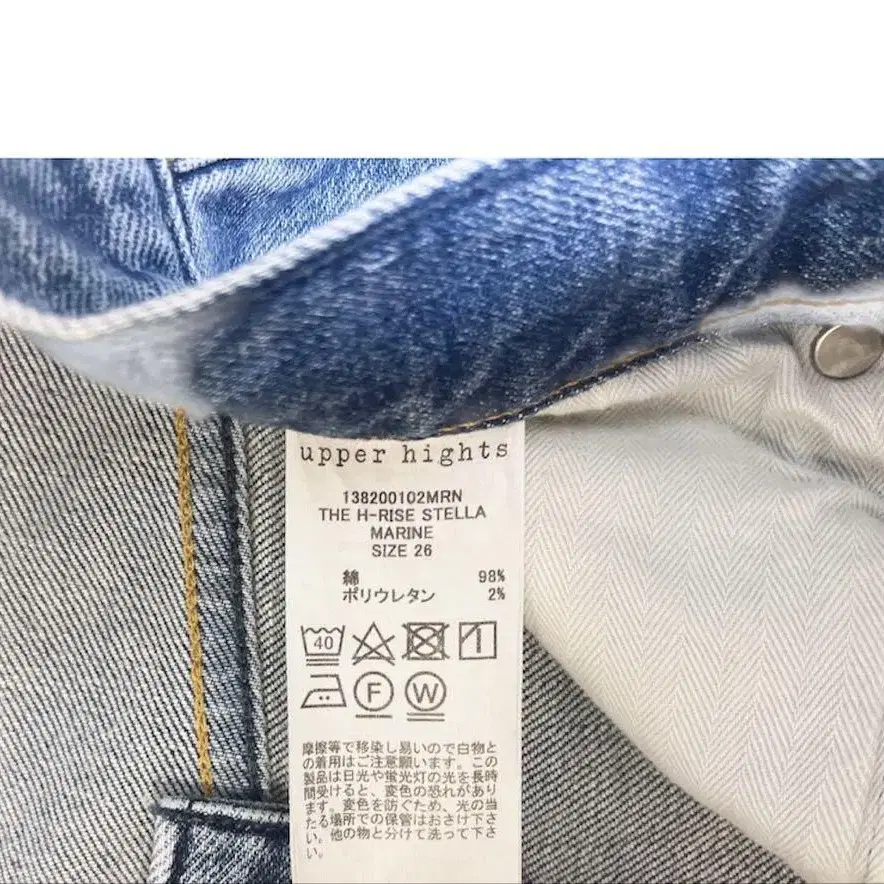 upper hights
138200102MRN
THE H-RISE STELLA
MARINE
SIZE 26
綿 98%
ポリウレタン 2%
40
F W
摩擦等で移染し易いので白物と
の着用はご注意願います。この
製品は日光や蛍光灯の光を長時
間受けると、変色の恐れがあり
ます。変色を防ぐため、光の当
たる場所での保管はおさけ下さ
い。他の物と分けて洗って下さ
い。